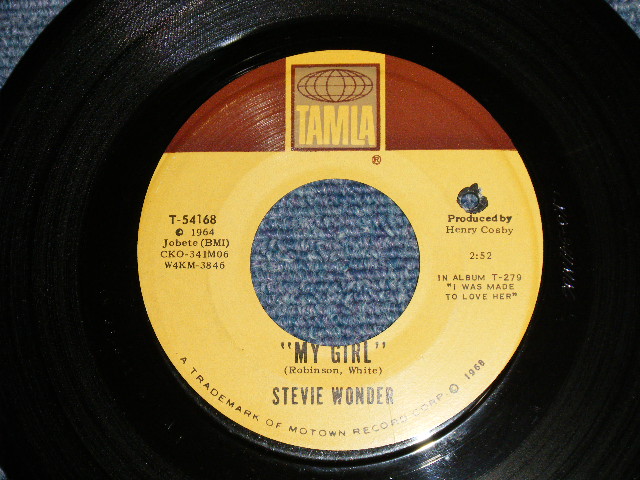 TAMLA
®
T-54168
© 1964
Jobete (BMI)
CKO-341M06
W4KM-3846
Produced by
Henry Cosby
2:52
IN ALBUM T-279
"I WAS MADE
TO LOVE HER"
"MY GIRL"
(Robinson, White)
STEVIE WONDER
A TRADEMARK OF MOTOWN RECORD CORP. © 1968